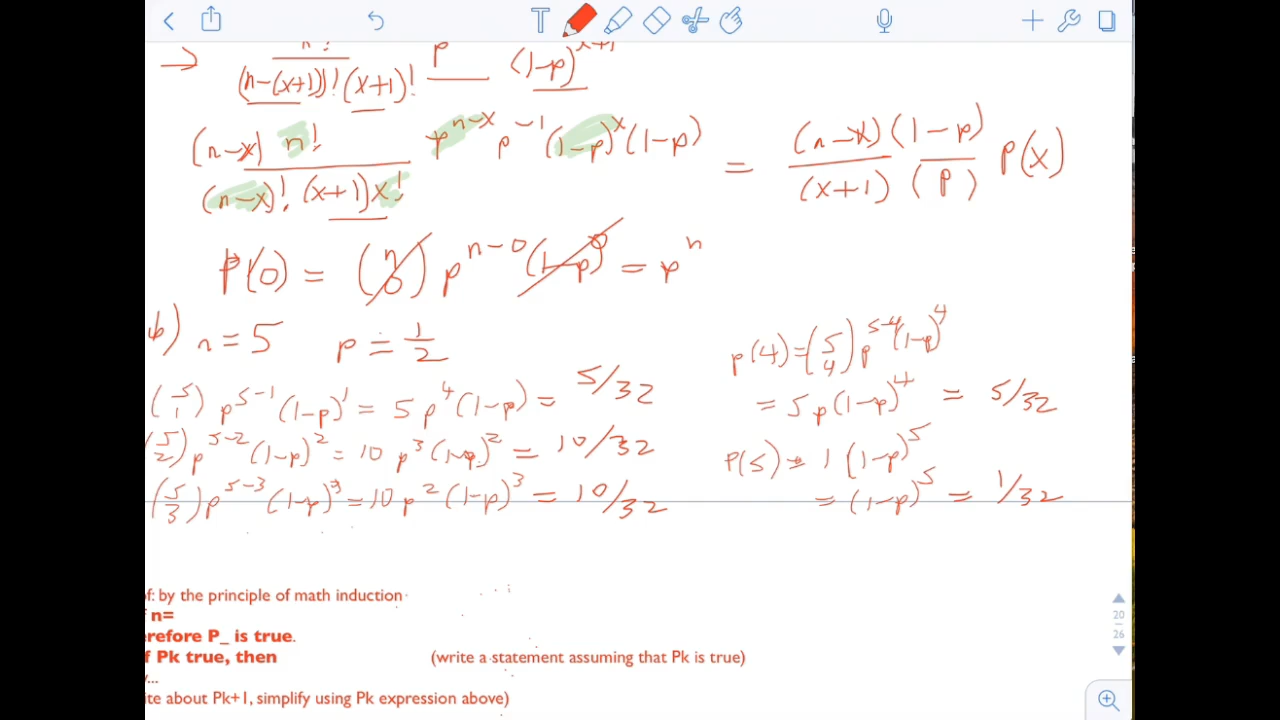 → n! / (n-(x+1))! (x+1)! p (1-p)^(x+1)
(n-x) n! / (n-x)! (x+1) x! p^(n-x) p^(-1) (1-p)^x (1-p) = (n-x) (1-p) / (x+1) (p) P(x)
P(0) = (n 0) p^(n-0) (1-p)^0 = p^n
b) n = 5 p = 1/2
(5 1) p^(5-1) (1-p)^1 = 5p^4 (1-p) = 5/32
(5 2) p^(5-2) (1-p)^2 = 10 p^3 (1-p)^2 = 10/32
(5 3) p^(5-3) (1-p)^3 = 10p^2 (1-p)^3 = 10/32
p(4) = (5 4) p^(5-4) (1-p)^4
= 5p (1-p)^4 = 5/32
P(5) = 1 (1-p)^5
= (1-p)^5 = 1/32
of: by the principle of math induction
n=
erefore P_ is true.
f Pk true, then (write a statement assuming that Pk is true)
ite about Pk+1, simplify using Pk expression above)
20
26